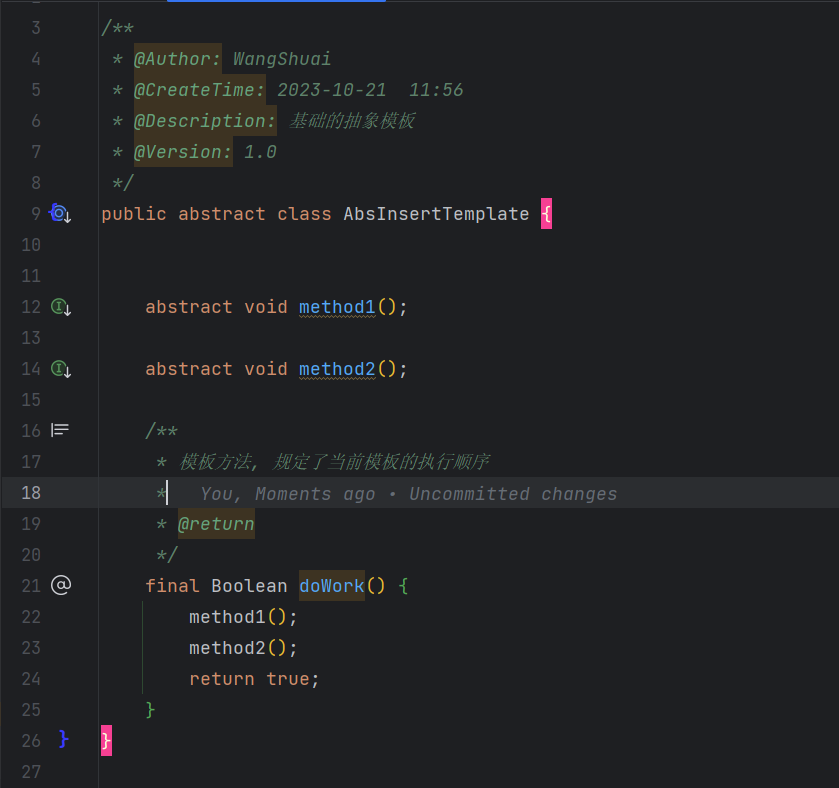 3 /**
4 * @Author: WangShuai
5 * @CreateTime: 2023-10-21  11:56
6 * @Description: 基础的抽象模板
7 * @Version: 1.0
8 */
9 public abstract class AbsInsertTemplate {
10
11
12 abstract void method1();
13
14 abstract void method2();
15
16 /**
17 * 模板方法, 规定了当前模板的执行顺序
18 * You, Moments ago • Uncommitted changes
19 * @return
20 */
21 final Boolean doWork() {
22 method1();
23 method2();
24 return true;
25 }
26 }
27